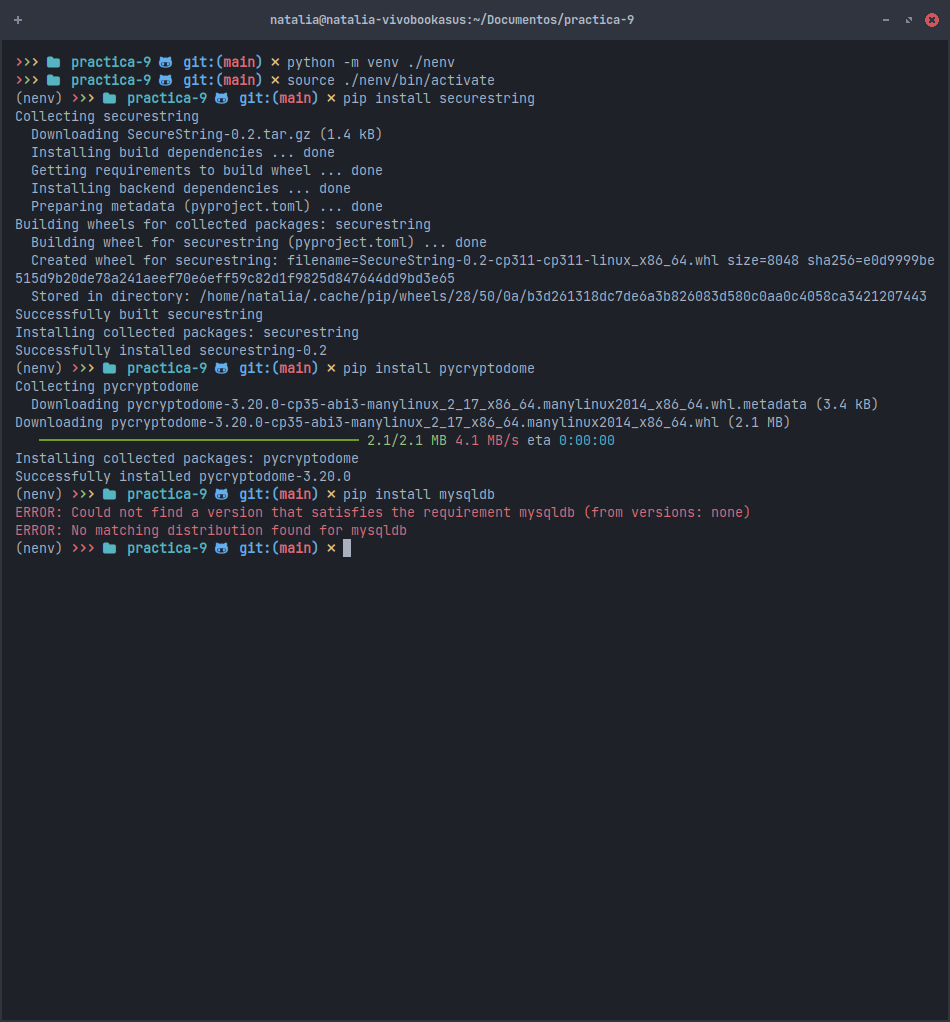 natalia@natalia-vivobookasus:~/Documentos/practica-9
>>> practica-9 git:(main) × python -m venv ./nenv
>>> practica-9 git:(main) × source ./nenv/bin/activate
(nenv) >>> practica-9 git:(main) × pip install securestring
Collecting securestring
  Downloading SecureString-0.2.tar.gz (1.4 kB)
  Installing build dependencies ... done
  Getting requirements to build wheel ... done
  Installing backend dependencies ... done
  Preparing metadata (pyproject.toml) ... done
Building wheels for collected packages: securestring
  Building wheel for securestring (pyproject.toml) ... done
  Created wheel for securestring: filename=SecureString-0.2-cp311-cp311-linux_x86_64.whl size=8048 sha256=e0d9999be
515d9b20de78a241aeef70e6eff59c82d1f9825d847644dd9bd3e65
  Stored in directory: /home/natalia/.cache/pip/wheels/28/50/0a/b3d261318dc7de6a3b826083d580c0aa0c4058ca3421207443
Successfully built securestring
Installing collected packages: securestring
Successfully installed securestring-0.2
(nenv) >>> practica-9 git:(main) × pip install pycryptodome
Collecting pycryptodome
  Downloading pycryptodome-3.20.0-cp35-abi3-manylinux_2_17_x86_64.manylinux2014_x86_64.whl.metadata (3.4 kB)
Downloading pycryptodome-3.20.0-cp35-abi3-manylinux_2_17_x86_64.manylinux2014_x86_64.whl (2.1 MB)
2.1/2.1 MB 4.1 MB/s eta 0:00:00
Installing collected packages: pycryptodome
Successfully installed pycryptodome-3.20.0
(nenv) >>> practica-9 git:(main) × pip install mysqldb
ERROR: Could not find a version that satisfies the requirement mysqldb (from versions: none)
ERROR: No matching distribution found for mysqldb
(nenv) >>> practica-9 git:(main) ×